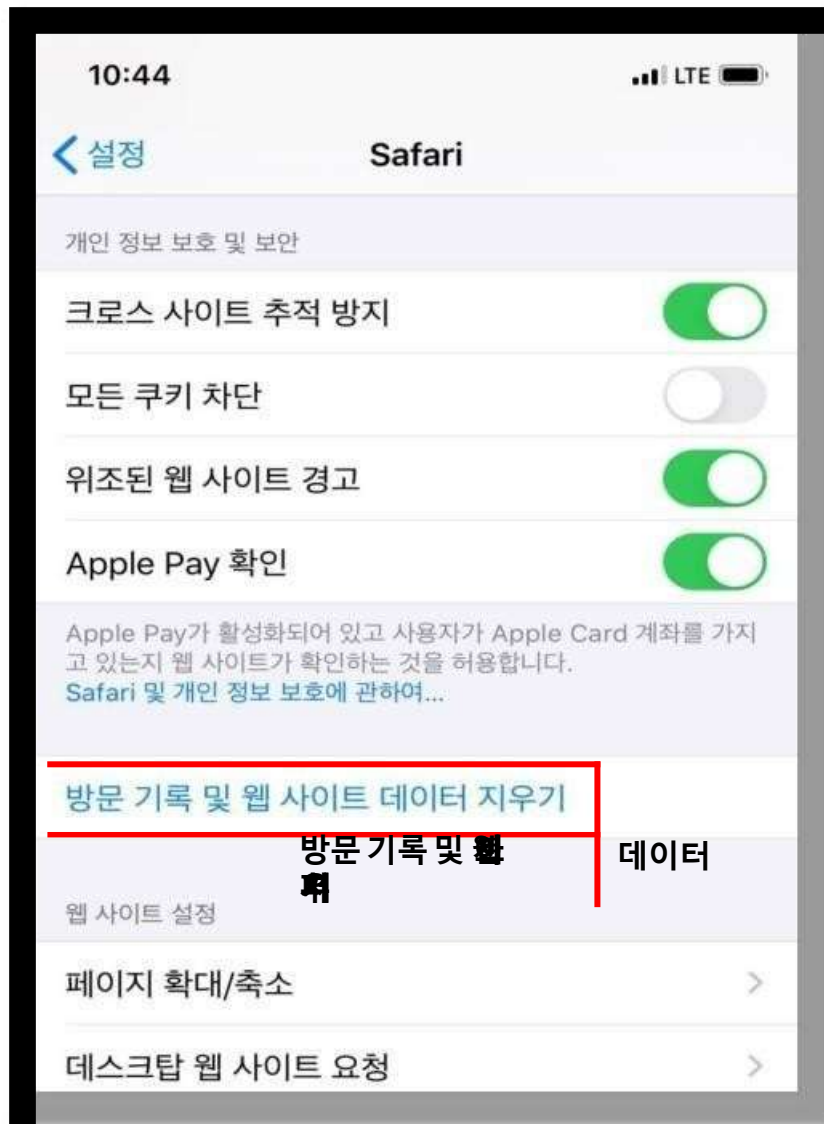 10:44 LTE
설정 Safari
개인 정보 보호 및 보안
크로스 사이트 추적 방지
모든 쿠키 차단
위조된 웹 사이트 경고
Apple Pay 확인
Apple Pay가 활성화되어 있고 사용자가 Apple Card 계좌를 가지
고 있는지 웹 사이트가 확인하는 것을 허용합니다.
Safari 및 개인 정보 보호에 관하여...
방문 기록 및 웹 사이트 데이터 지우기
방문 기록 및 데이터
웹 사이트 설정
페이지 확대/축소
데스크탑 웹 사이트 요청